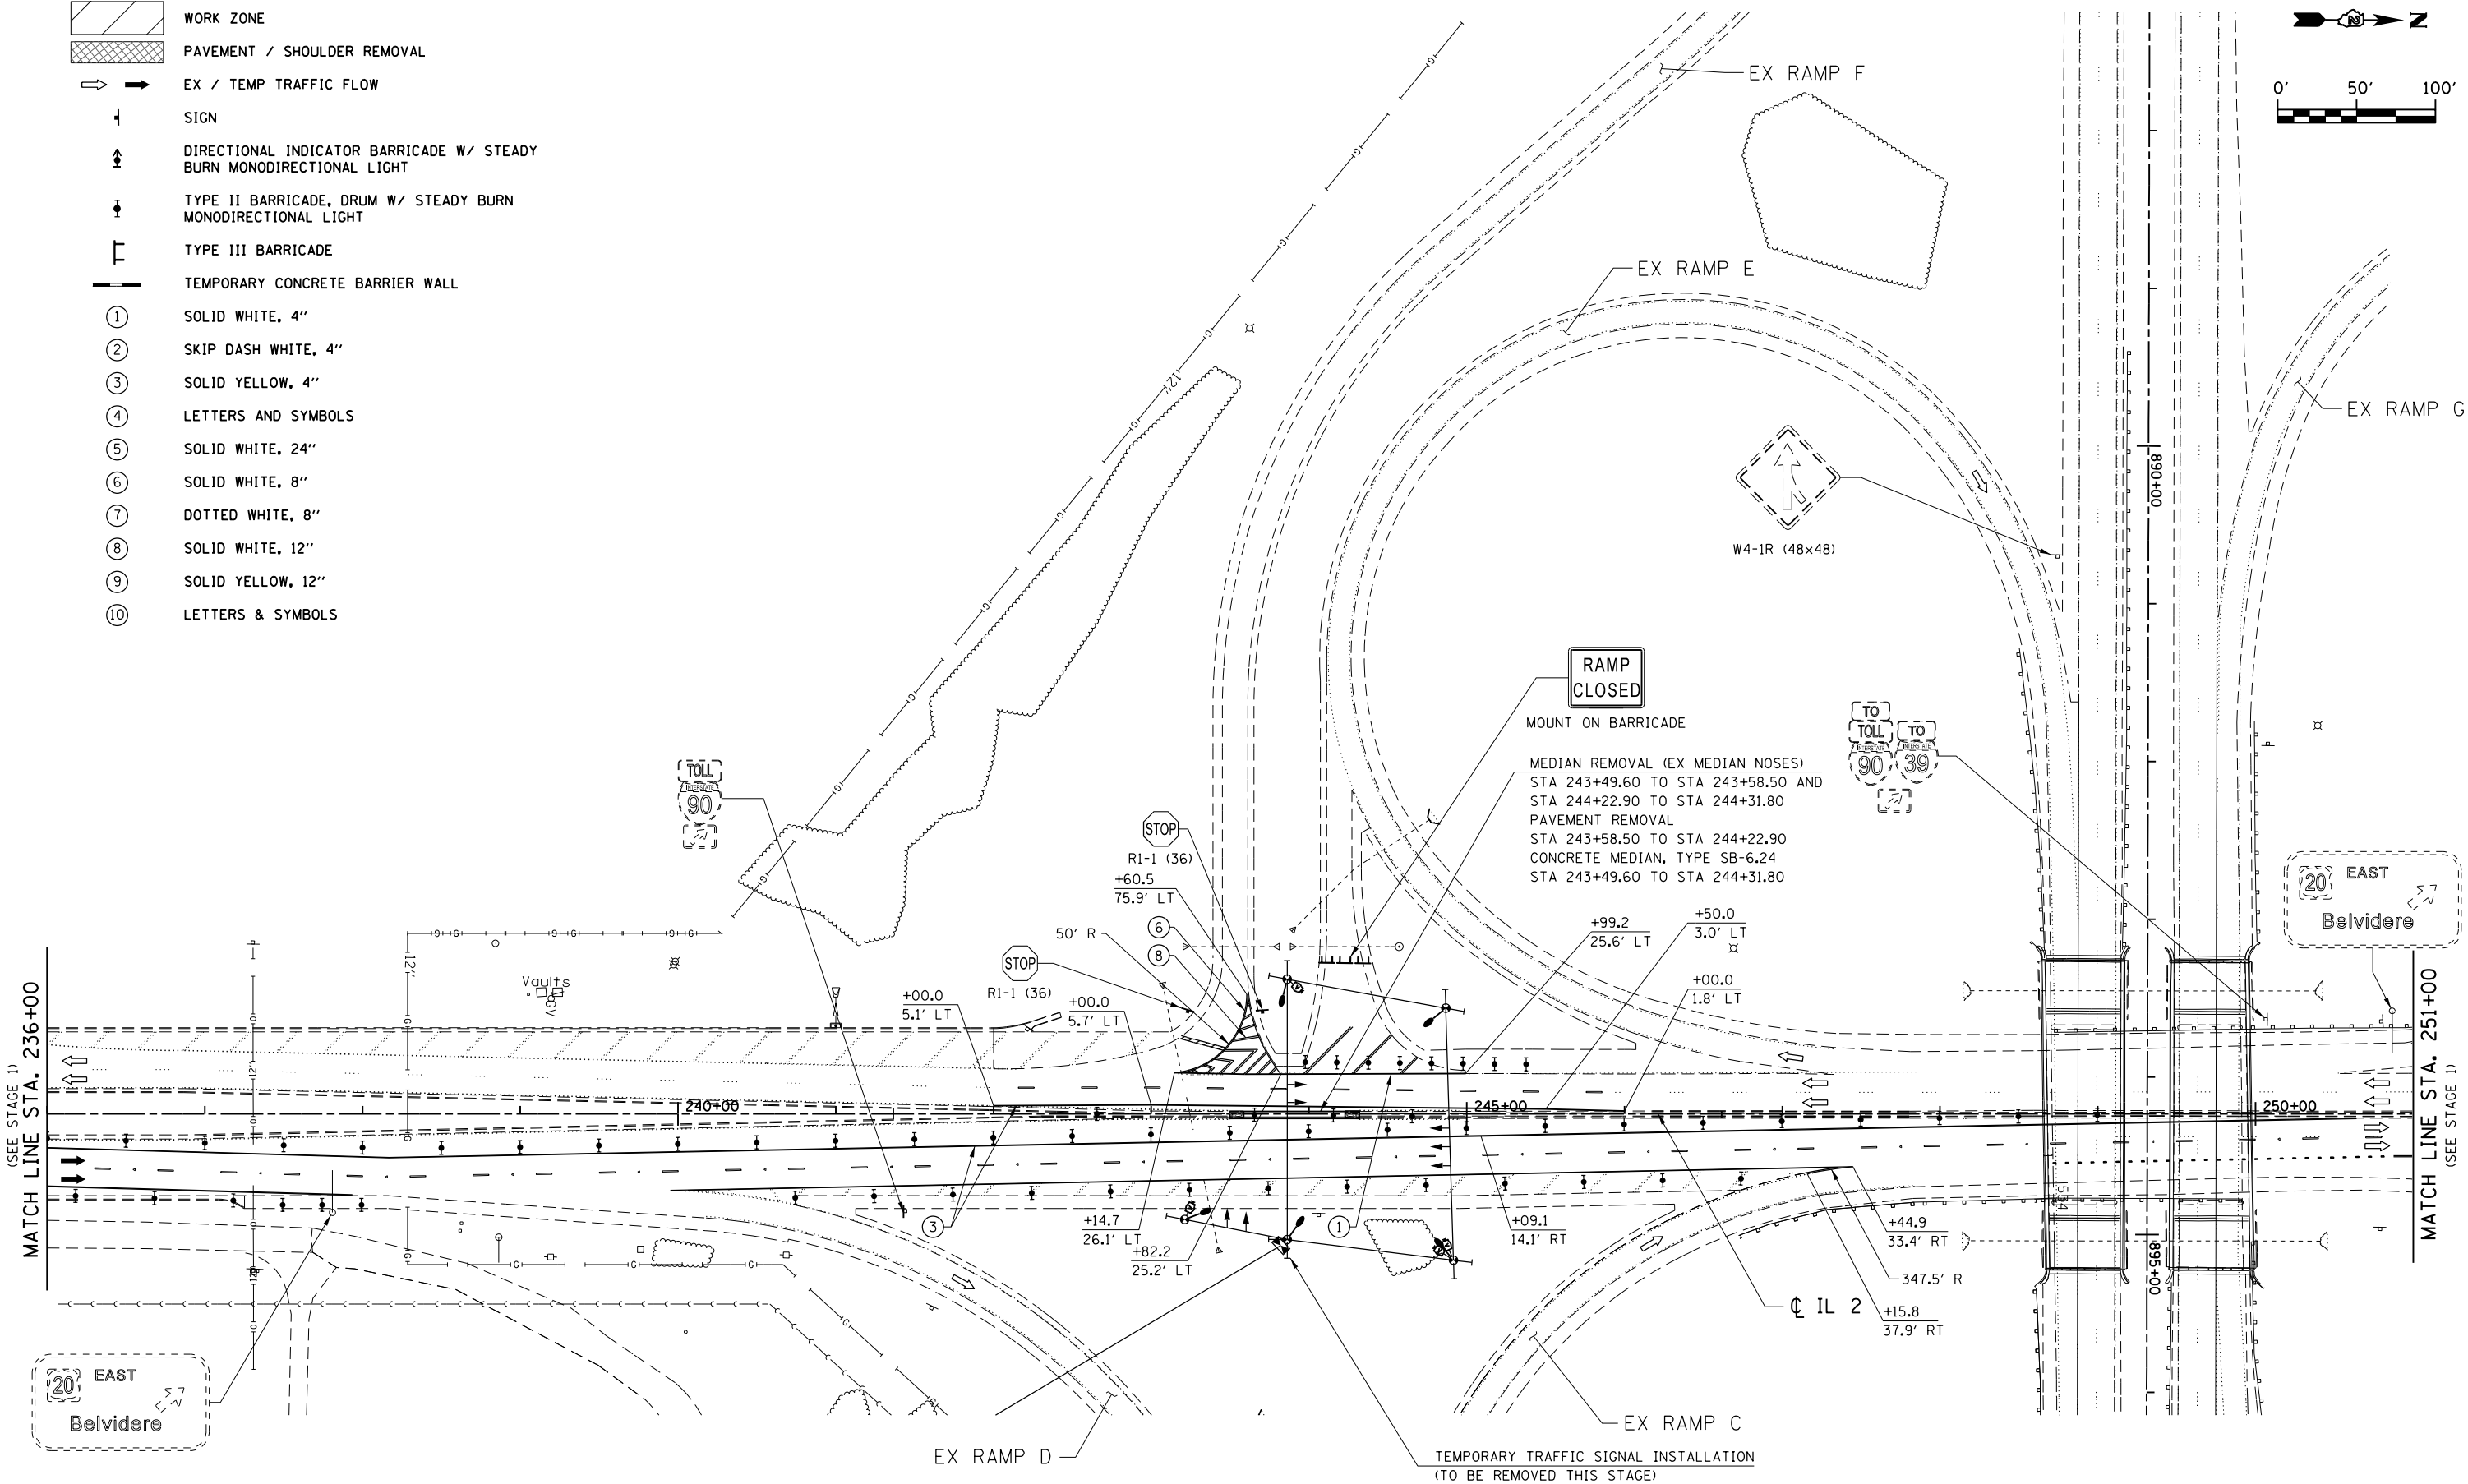 WORK ZONE
PAVEMENT / SHOULDER REMOVAL
EX / TEMP TRAFFIC FLOW
SIGN
DIRECTIONAL INDICATOR BARRICADE W/ STEADY
BURN MONODIRECTIONAL LIGHT
TYPE II BARRICADE, DRUM W/ STEADY BURN
MONODIRECTIONAL LIGHT
TYPE III BARRICADE
TEMPORARY CONCRETE BARRIER WALL
1 SOLID WHITE, 4''
2 SKIP DASH WHITE, 4''
3 SOLID YELLOW, 4''
4 LETTERS AND SYMBOLS
5 SOLID WHITE, 24''
6 SOLID WHITE, 8''
7 DOTTED WHITE, 8''
8 SOLID WHITE, 12''
9 SOLID YELLOW, 12''
10 LETTERS & SYMBOLS
2 N
0' 50' 100'
EX RAMP F
EX RAMP E
EX RAMP G
890+00
W4-1R (48x48)
12'
RAMP
CLOSED
MOUNT ON BARRICADE
MEDIAN REMOVAL (EX MEDIAN NOSES)
STA 243+49.60 TO STA 243+58.50 AND
STA 244+22.90 TO STA 244+31.80
PAVEMENT REMOVAL
STA 243+58.50 TO STA 244+22.90
CONCRETE MEDIAN, TYPE SB-6.24
STA 243+49.60 TO STA 244+31.80
TO
TOLL
INTERSTATE
90
TO
INTERSTATE
39
TOLL
INTERSTATE
90
20 EAST
Belvidere
STOP
R1-1 (36)
+60.5
75.9' LT
6
8
50' R
STOP
R1-1 (36)
+00.0
5.1' LT
+00.0
5.7' LT
+99.2
25.6' LT
+50.0
3.0' LT
+00.0
1.8' LT
Vaults
CV
12'
12'
12'
MATCH LINE STA. 236+00
(SEE STAGE 1)
240+00
245+00
250+00
MATCH LINE STA. 251+00
(SEE STAGE 1)
3
+14.7
26.1' LT
+82.2
25.2' LT
1
+09.1
14.1' RT
+44.9
33.4' RT
347.5' R
+15.8
37.9' RT
℄ IL 2
895+00
20 EAST
Belvidere
EX RAMP D
EX RAMP C
TEMPORARY TRAFFIC SIGNAL INSTALLATION
(TO BE REMOVED THIS STAGE)